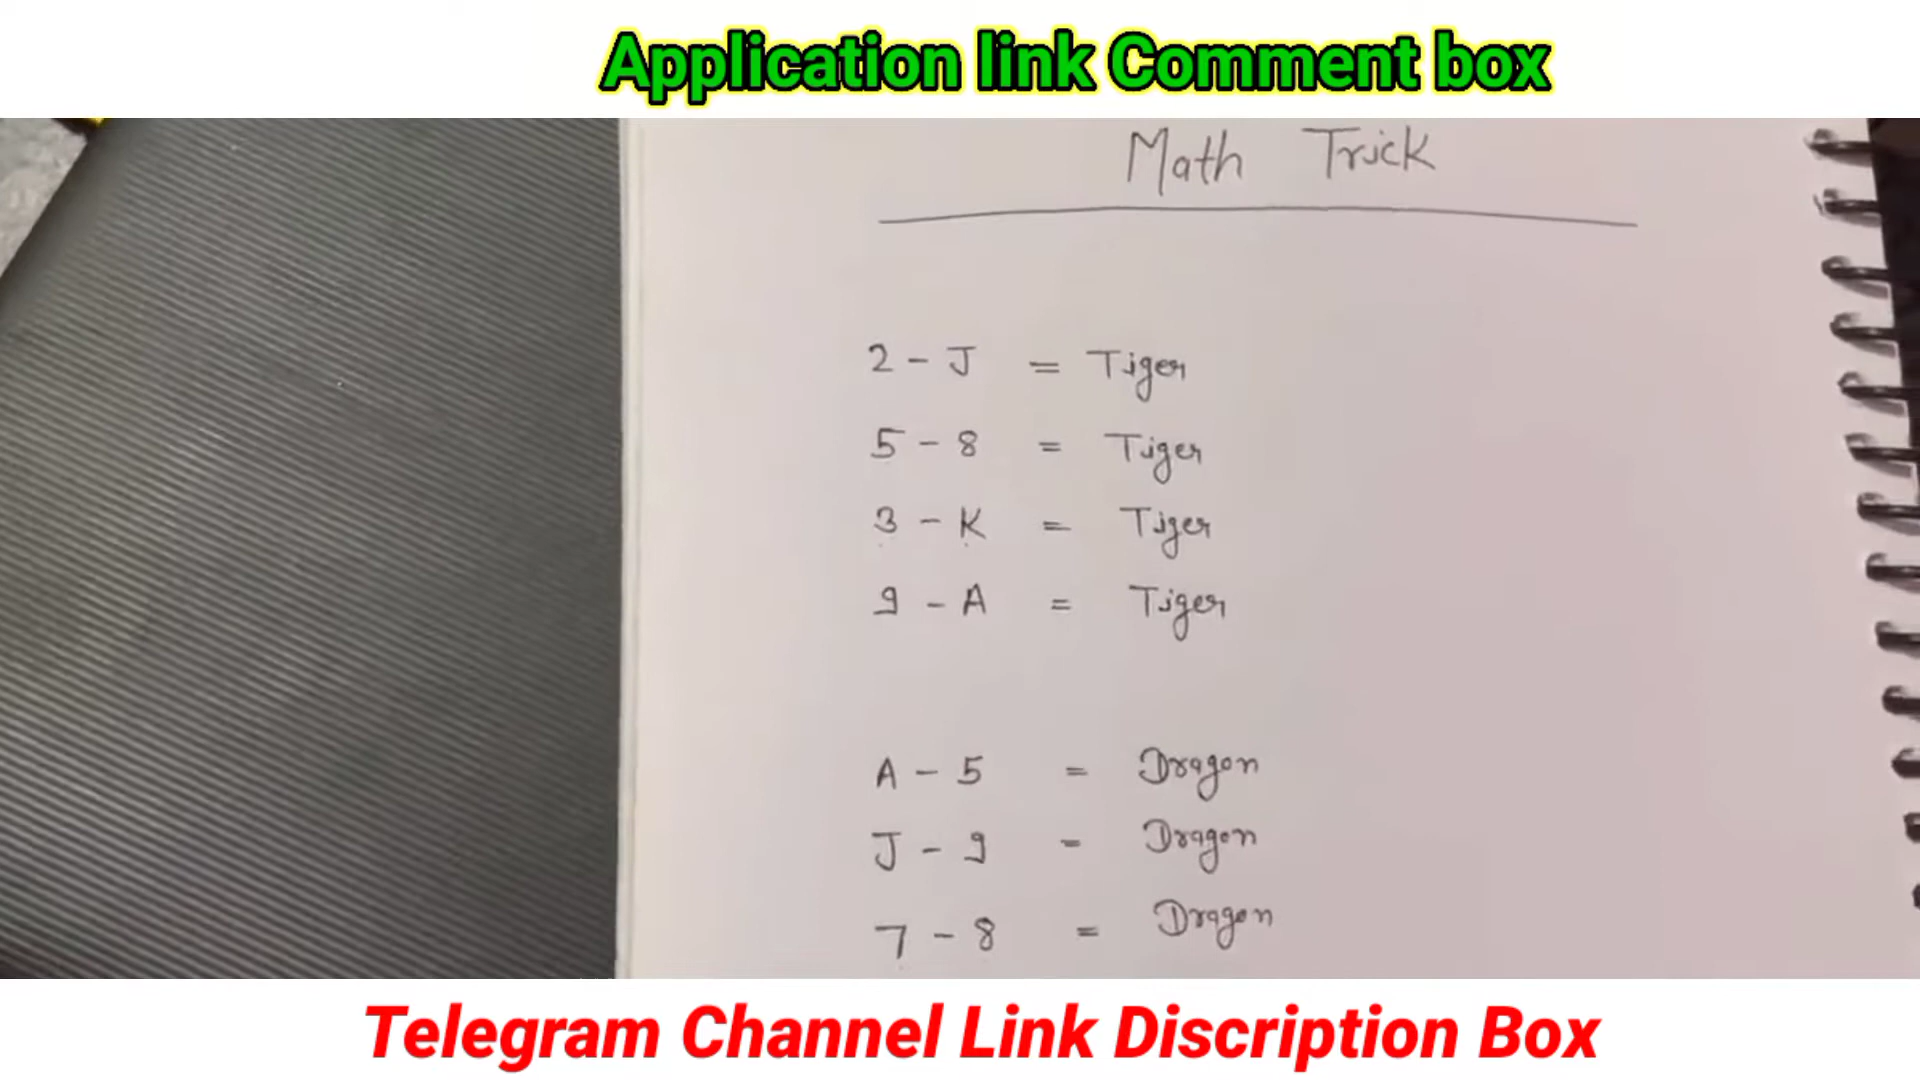 Application link Comment box
Math Trick
2 - J = Tiger
5 - 8 = Tiger
3 - K = Tiger
9 - A = Tiger
A - 5 = Dragon
J - 9 - Dragon
7 - 8 = Dragon
Telegram Channel Link Discription Box